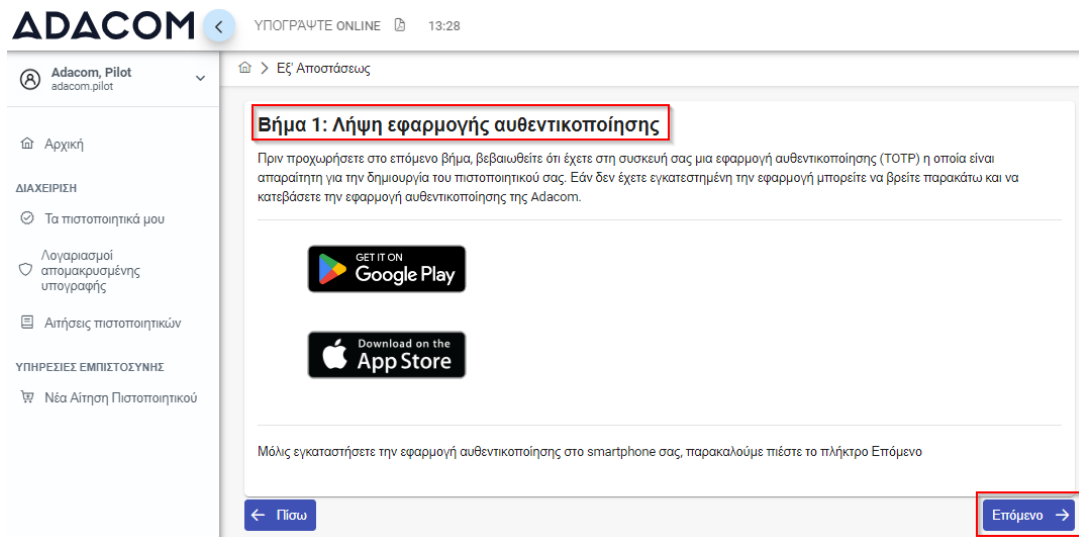 ADACOM
ΥΠΟΓΡΑΨΤΕ ONLINE 13:28
Adacom, Pilot
adacom.pilot
Αρχική
ΔΙΑΧΕΙΡΙΣΗ
Τα πιστοποιητικά μου
Λογαριασμοί
απομακρυσμένης
υπογραφής
Αιτήσεις πιστοποιητικών
ΥΠΗΡΕΣΙΕΣ ΕΜΠΙΣΤΟΣΥΝΗΣ
Νέα Αίτηση Πιστοποιητικού
> Εξ' Αποστάσεως
Βήμα 1: Λήψη εφαρμογής αυθεντικοποίησης
Πριν προχωρήσετε στο επόμενο βήμα, βεβαιωθείτε ότι έχετε στη συσκευή σας μια εφαρμογή αυθεντικοποίησης (TOTP) η οποία είναι
απαραίτητη για την δημιουργία του πιστοποιητικού σας. Εάν δεν έχετε εγκατεστημένη την εφαρμογή μπορείτε να βρείτε παρακάτω και να
κατεβάσετε την εφαρμογή αυθεντικοποίησης της Adacom.
GET IT ON
Google Play
Download on the
App Store
Μόλις εγκαταστήσετε την εφαρμογή αυθεντικοποίησης στο smartphone σας, παρακαλούμε πιέστε το πλήκτρο Επόμενο
← Πίσω
Επόμενο →